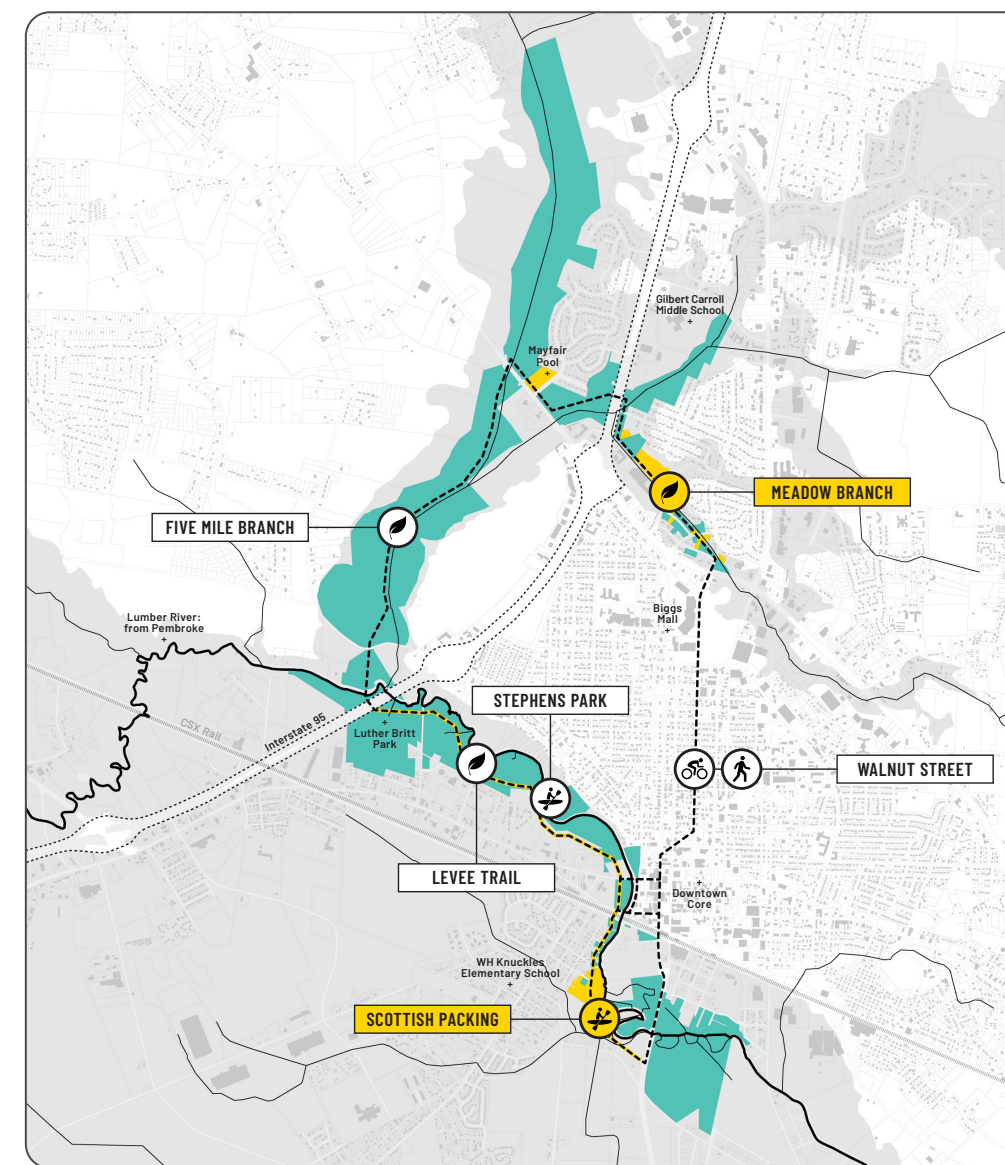 Gilbert Carroll
Middle School
+
Mayfair
Pool
+
MEADOW BRANCH
FIVE MILE BRANCH
Lumber River:
from Pembroke
+
Biggs
Mall
+
STEPHENS PARK
CSX Rail
Interstate 95
+
Luther Britt
Park
WALNUT STREET
LEVEE TRAIL
+
Downtown
Core
WH Knuckles
Elementary School
+
SCOTTISH PACKING